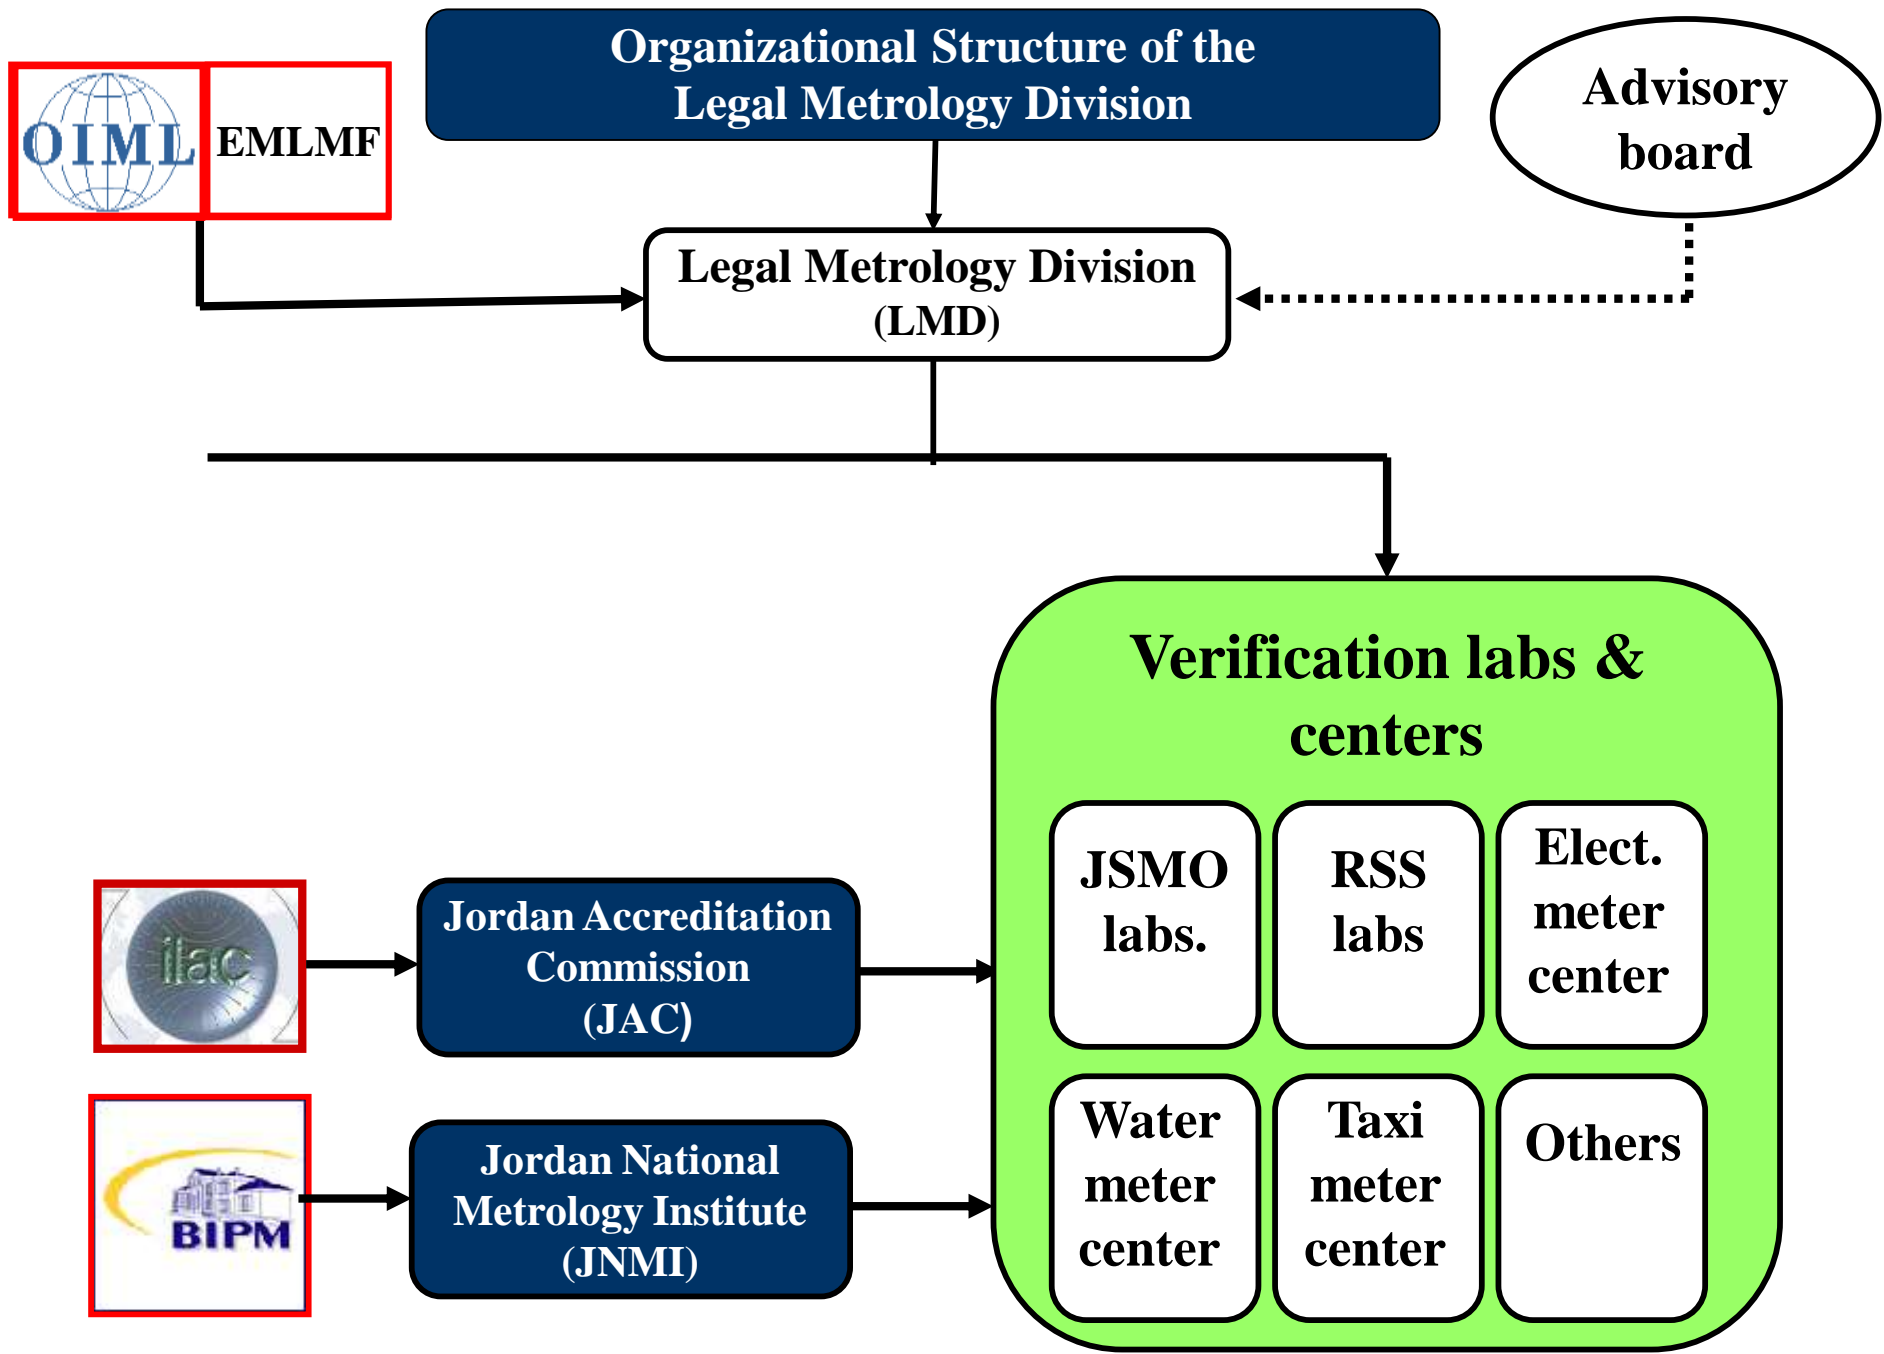 Organizational Structure of the
Legal Metrology Division
OIML
EMLMF
Advisory
board
Legal Metrology Division
(LMD)
Verification labs &
centers
JSMO
labs.
RSS
labs
Elect.
meter
center
ilac
Jordan Accreditation
Commission
(JAC)
Water
meter
center
Taxi
meter
center
Others
BIPM
Jordan National
Metrology Institute
(JNMI)